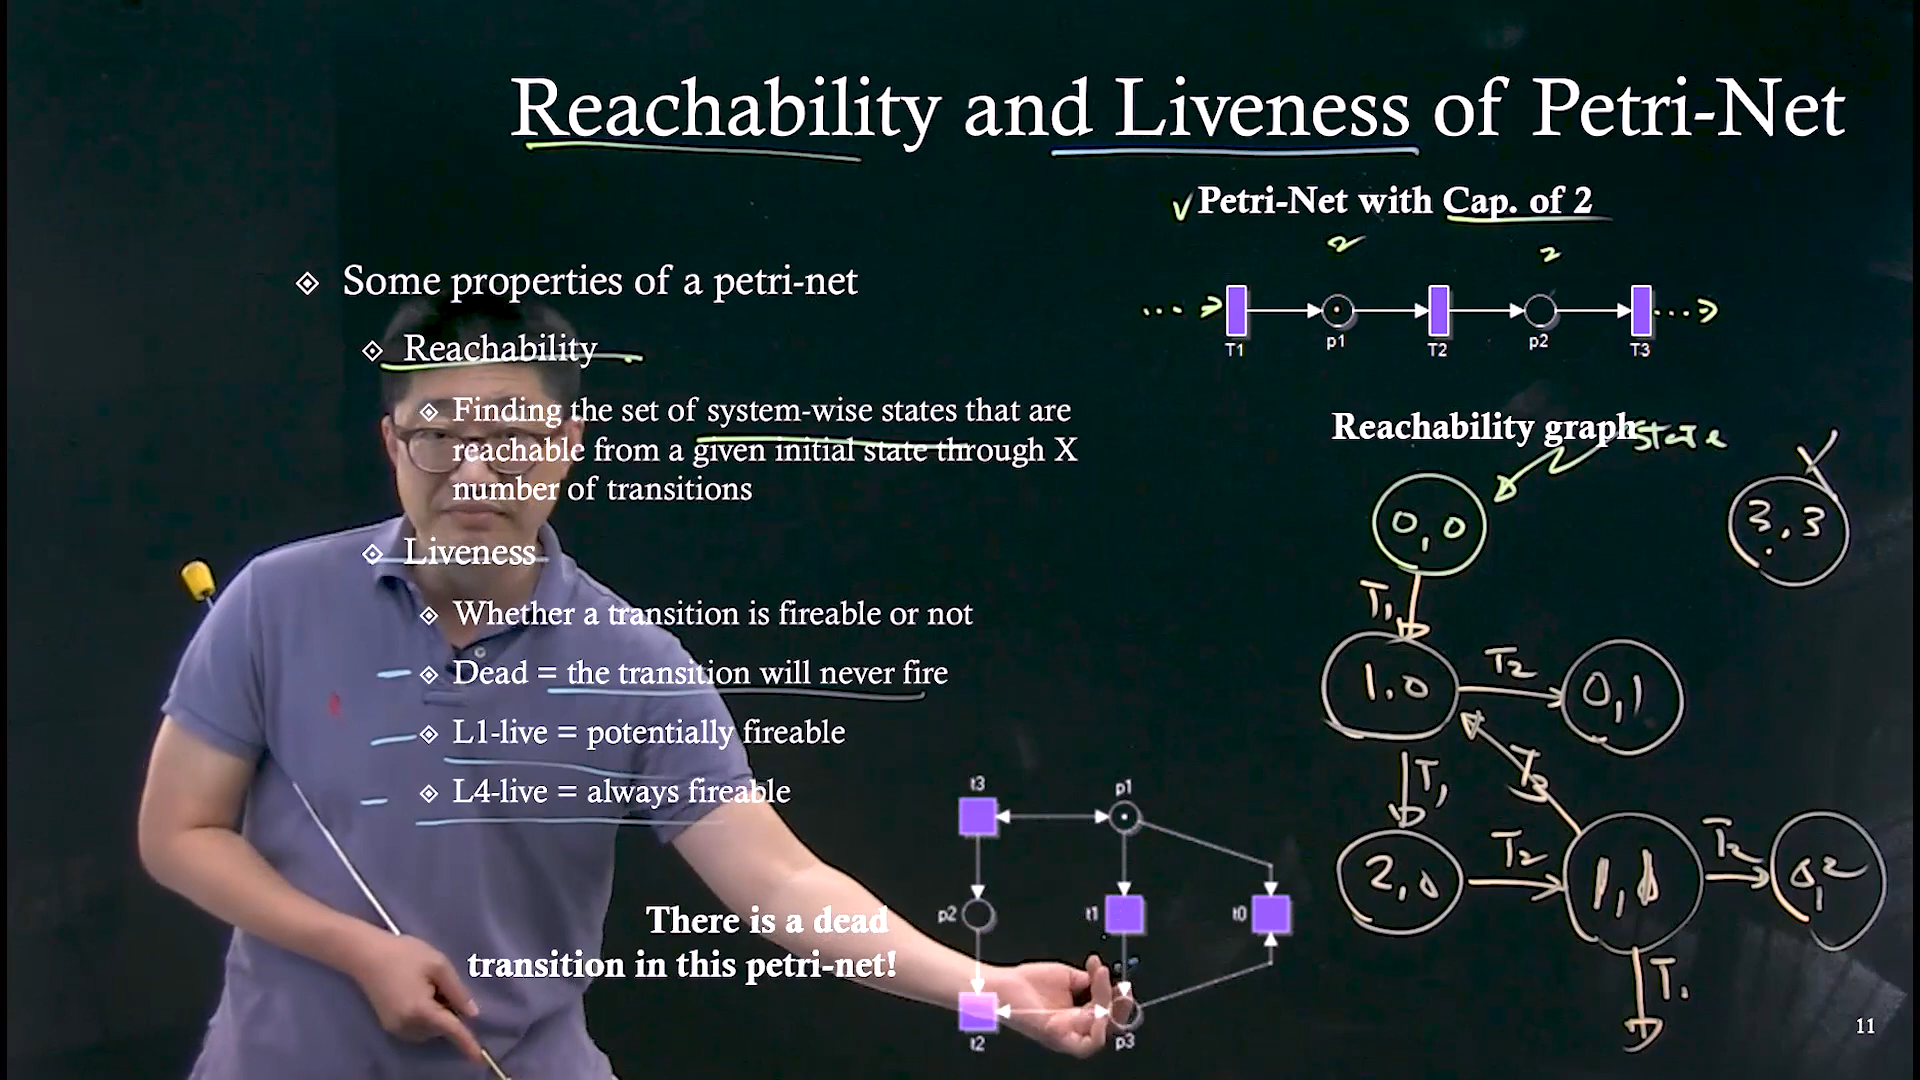 Reachability and Liveness of Petri-Net
Some properties of a petri-net
Reachability
Finding the set of system-wise states that are
reachable from a given initial state through X
number of transitions
Liveness
Whether a transition is fireable or not
Dead = the transition will never fire
L1-live = potentially fireable
L4-live = always fireable
There is a dead
transition in this petri-net!
t3
p1
p2
t1
t0
t2
p3
Petri-Net with Cap. of 2
2 2
T1 p1 T2 p2 T3
Reachability graph
State
0,0
3,3
T1
1,0
T2
0,1
T1
T3
2,0
T2
1,1
T2
0,2
T1
11